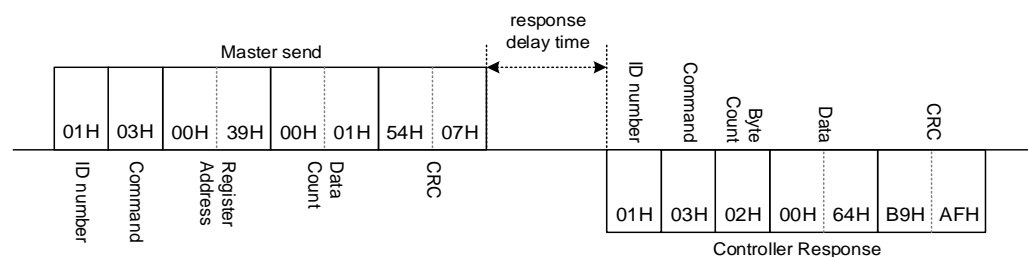 response
delay time
Master send
01H 03H 00H 39H 00H 01H 54H 07H
ID number
Command
Register
Address
Data
Count
CRC
ID number
Command
Byte
Count
Data
CRC
01H 03H 02H 00H 64H B9H AFH
Controller Response